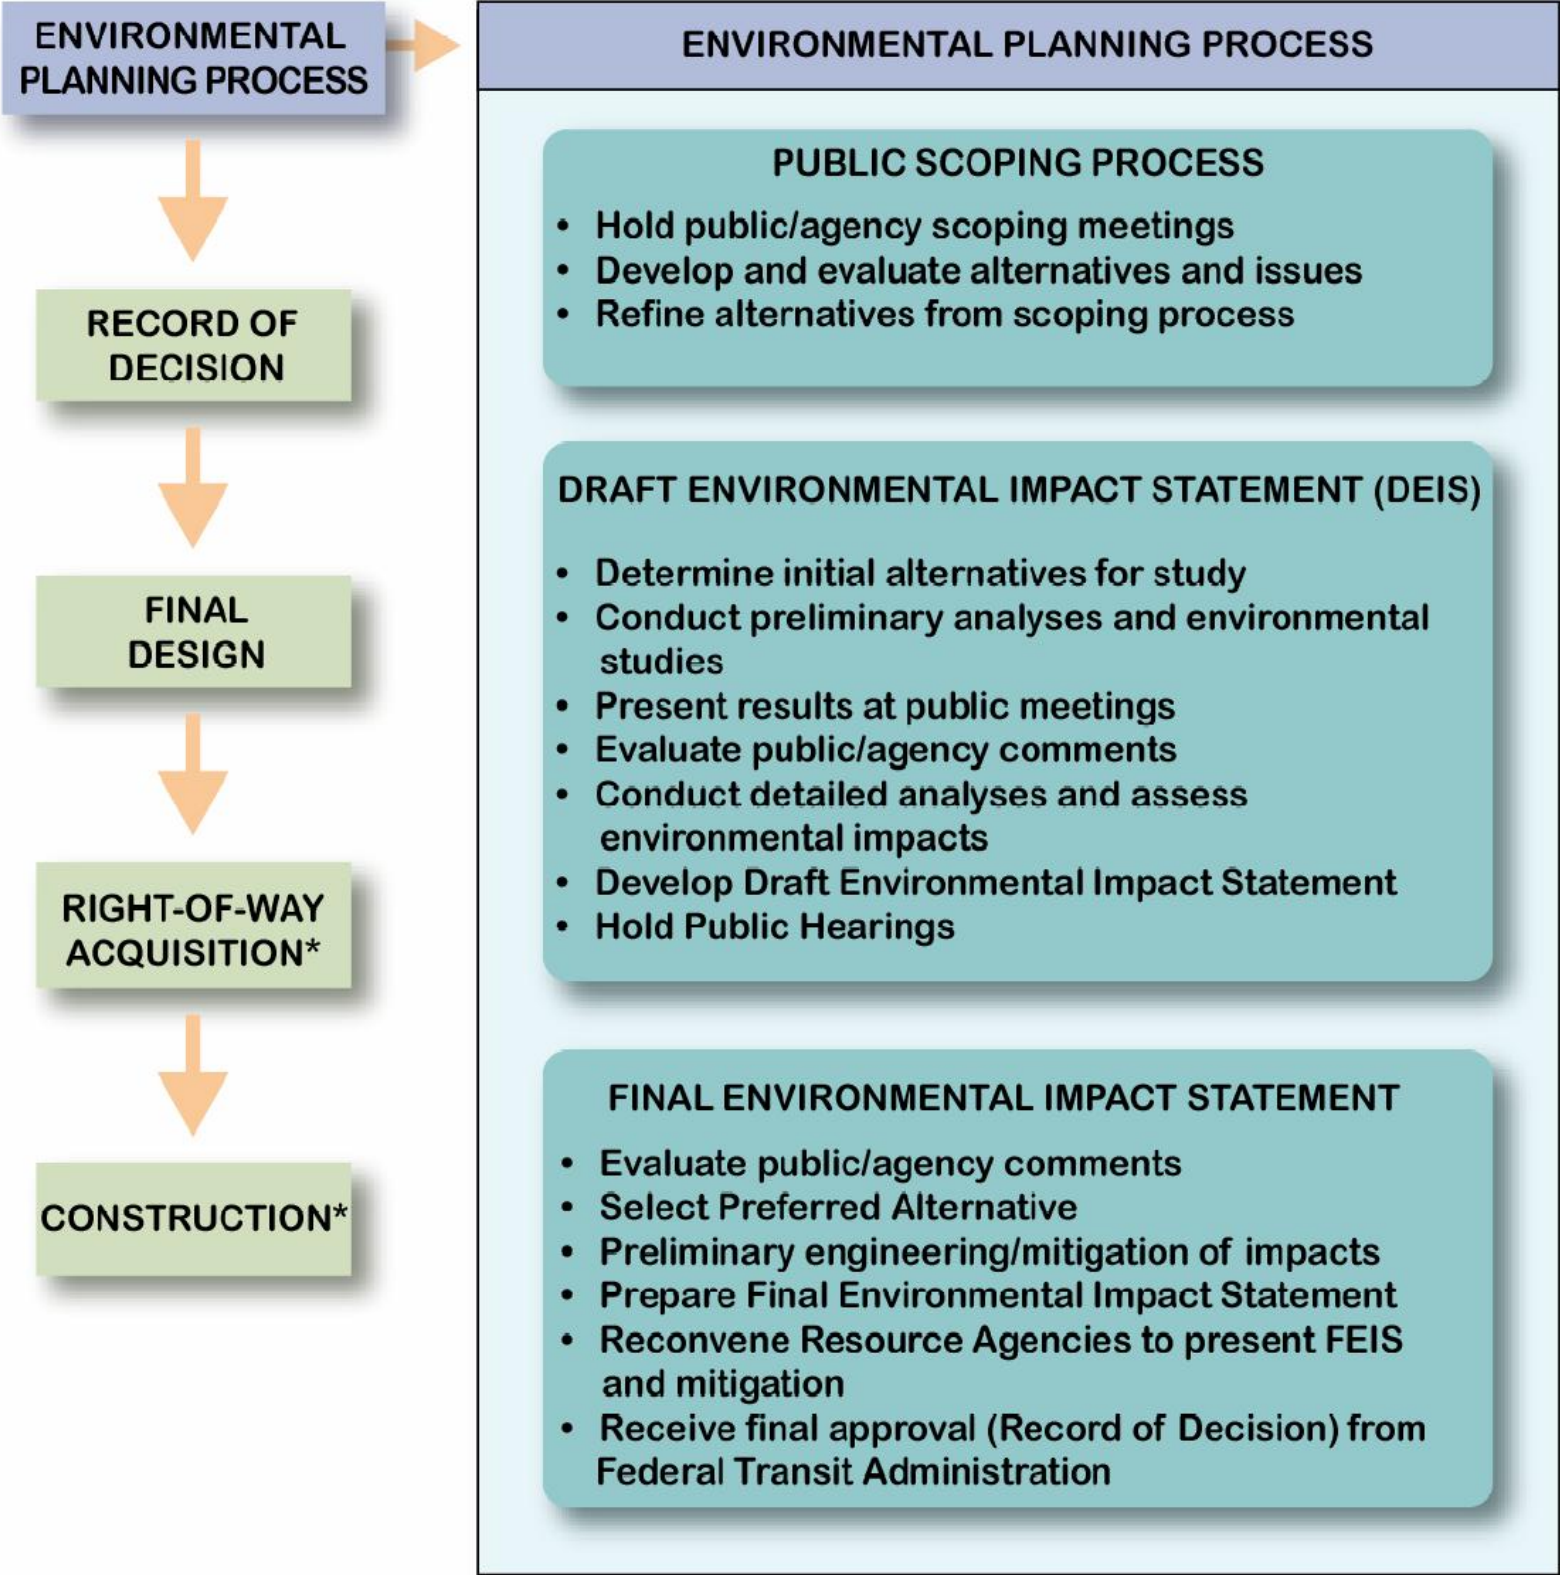 ENVIRONMENTAL
PLANNING PROCESS
RECORD OF
DECISION
FINAL
DESIGN
RIGHT-OF-WAY
ACQUISITION*
CONSTRUCTION*
ENVIRONMENTAL PLANNING PROCESS
PUBLIC SCOPING PROCESS
• Hold public/agency scoping meetings
• Develop and evaluate alternatives and issues
• Refine alternatives from scoping process
DRAFT ENVIRONMENTAL IMPACT STATEMENT (DEIS)
• Determine initial alternatives for study
• Conduct preliminary analyses and environmental
studies
• Present results at public meetings
• Evaluate public/agency comments
• Conduct detailed analyses and assess
environmental impacts
• Develop Draft Environmental Impact Statement
• Hold Public Hearings
FINAL ENVIRONMENTAL IMPACT STATEMENT
• Evaluate public/agency comments
• Select Preferred Alternative
• Preliminary engineering/mitigation of impacts
• Prepare Final Environmental Impact Statement
• Reconvene Resource Agencies to present FEIS
and mitigation
• Receive final approval (Record of Decision) from
Federal Transit Administration